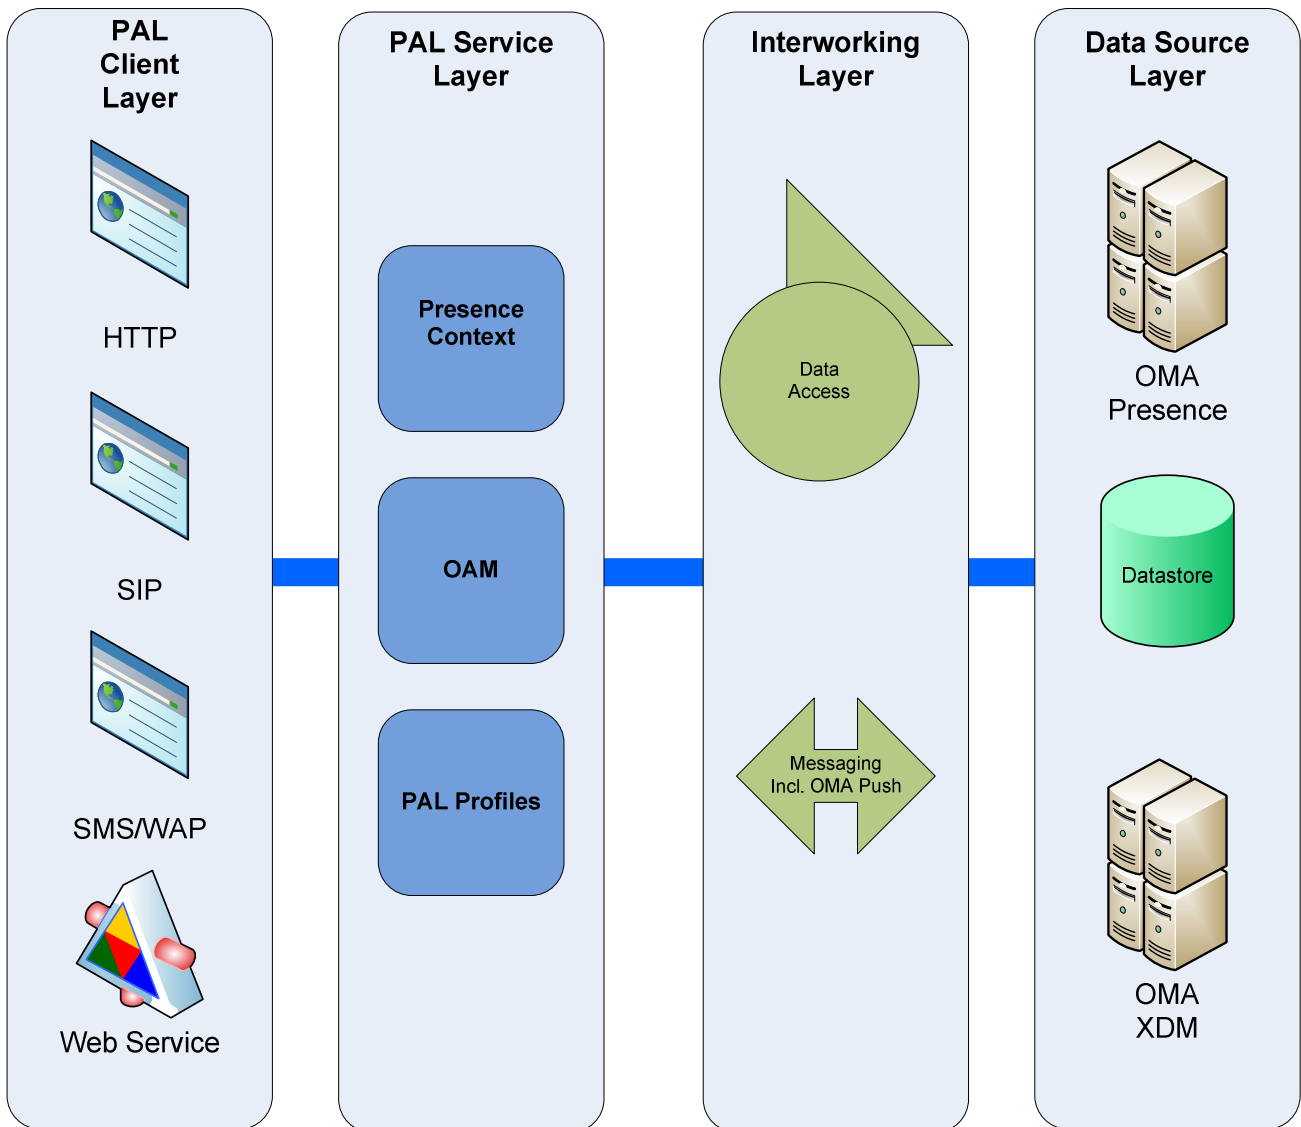 PAL
Client
Layer
HTTP
SIP
SMS/WAP
Web Service
PAL Service
Layer
Presence
Context
OAM
PAL Profiles
Interworking
Layer
Data
Access
Messaging
Incl. OMA Push
Data Source
Layer
OMA
Presence
Datastore
OMA
XDM